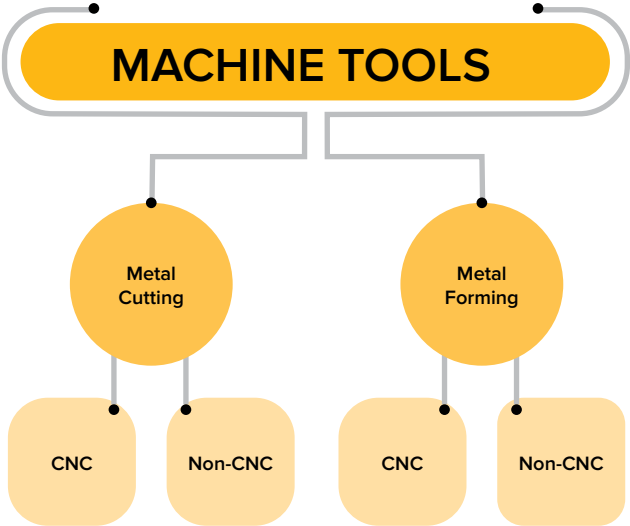 MACHINE TOOLS
Metal
Cutting
Metal
Forming
CNC
Non-CNC
CNC
Non-CNC